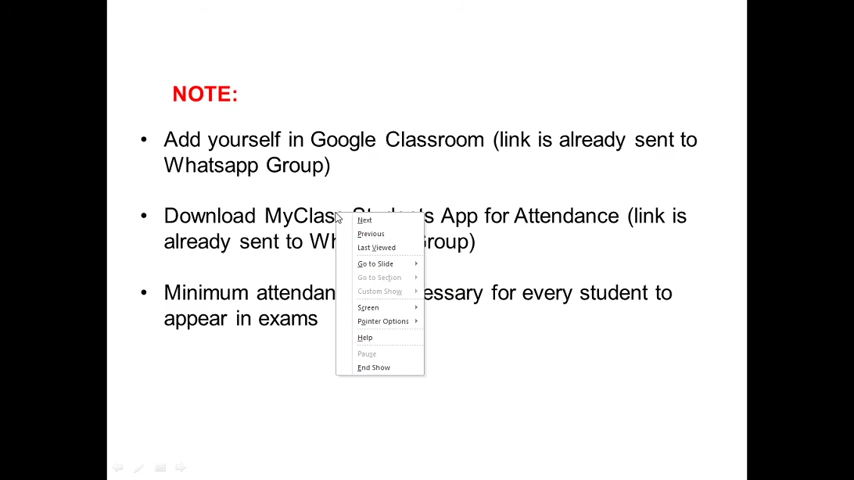 NOTE:
• Add yourself in Google Classroom (link is already sent to
Whatsapp Group)
• Download MyClass Student's App for Attendance (link is
already sent to Wh Group)
• Minimum attendan essary for every student to
appear in exams
Next
Previous
Last Viewed
Go to Slide
Go to Section
Custom Show
Screen
Pointer Options
Help
Pause
End Show